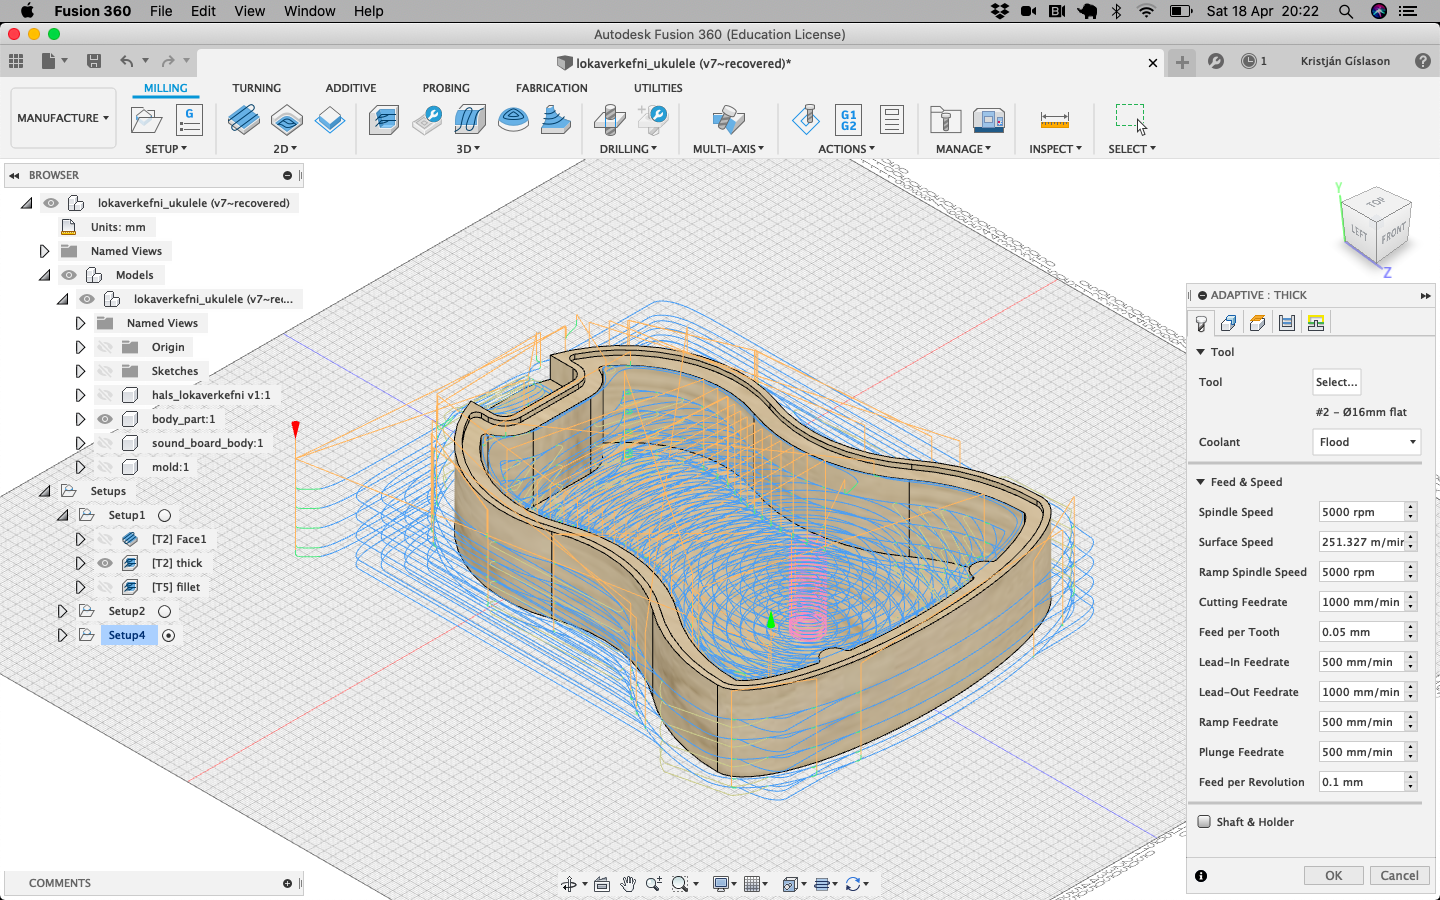 Fusion 360 File Edit View Window Help Sat 18 Apr 20:22
Autodesk Fusion 360 (Education License)
lokaverkefni_ukulele (v7~recovered)* 1 Kristján Gíslason
MILLING TURNING ADDITIVE PROBING FABRICATION UTILITIES
MANUFACTURE
G G1 G2
SETUP 2D 3D DRILLING MULTI-AXIS ACTIONS MANAGE INSPECT SELECT
BROWSER
lokaverkefni_ukulele (v7~recovered)
Units: mm
Named Views
Models
lokaverkefni_ukulele (v7~re...
Named Views
Origin
Sketches
hals_lokaverkefni v1:1
body_part:1
sound_board_body:1
mold:1
Setups
Setup1
[T2] Face1
[T2] thick
[T5] fillet
Setup2
Setup4
COMMENTS
Y
TOP
LEFT FRONT
Z
ADAPTIVE : THICK
Tool
Tool Select...
#2 - Ø16mm flat
Coolant Flood
Feed & Speed
Spindle Speed 5000 rpm
Surface Speed 251.327 m/min
Ramp Spindle Speed 5000 rpm
Cutting Feedrate 1000 mm/min
Feed per Tooth 0.05 mm
Lead-In Feedrate 500 mm/min
Lead-Out Feedrate 1000 mm/min
Ramp Feedrate 500 mm/min
Plunge Feedrate 500 mm/min
Feed per Revolution 0.1 mm
Shaft & Holder
OK Cancel